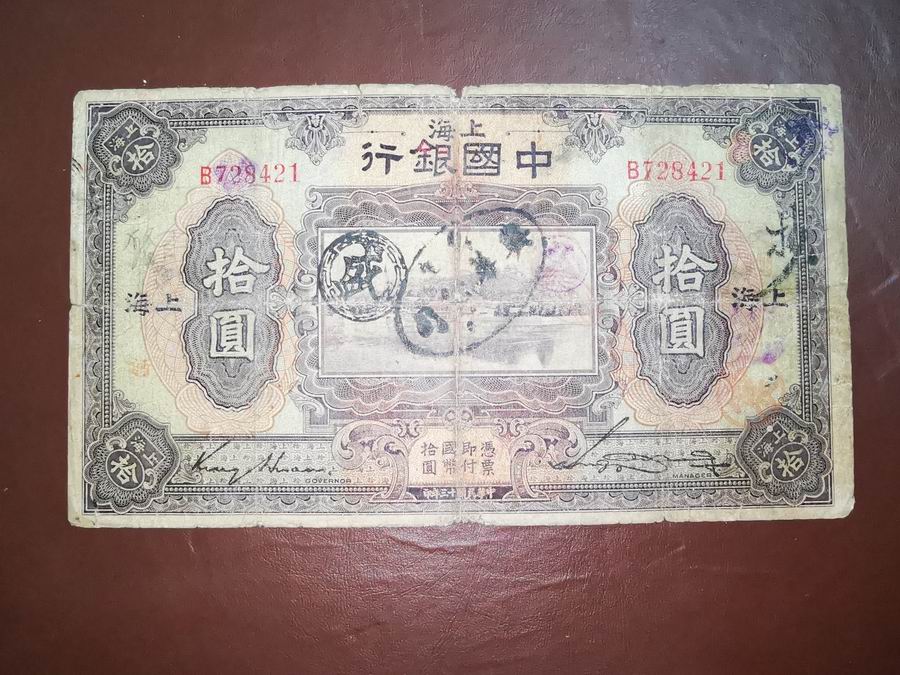 上海
中國銀行
B728421
B728421
拾
上海
拾
上海
拾圓
拾圓
上海
上海
盛
憑票
即付
國幣
拾圓
GOVERNOR
MANAGER
拾
上海
拾
上海